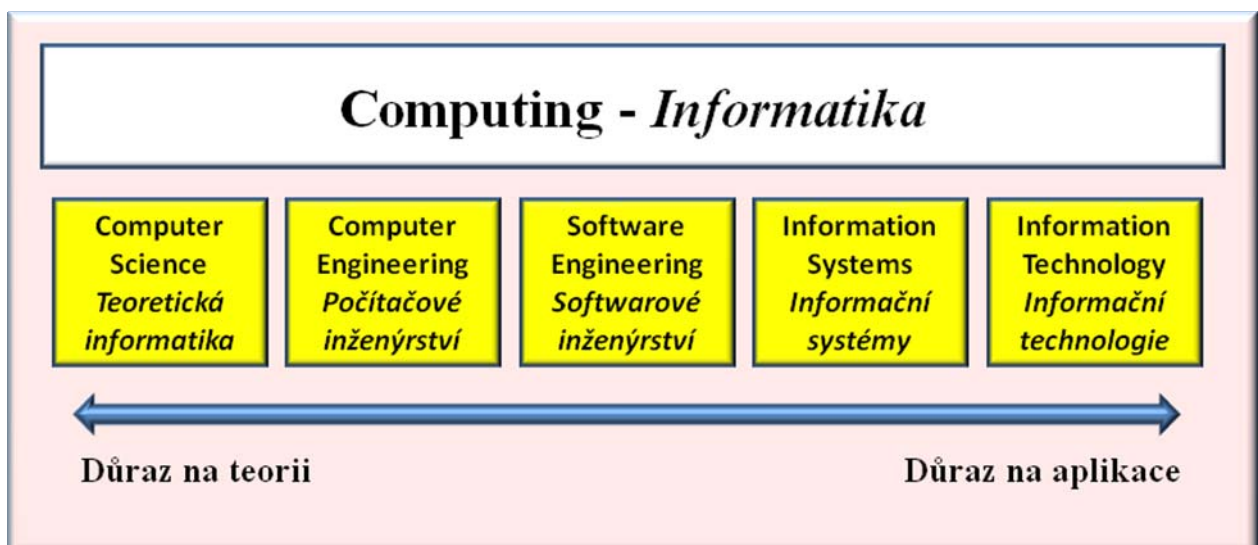 Computing - Informatika
Computer
Science
Teoretická
informatika
Computer
Engineering
Počítačové
inženýrství
Software
Engineering
Softwarové
inženýrství
Information
Systems
Informační
systémy
Information
Technology
Informační
technologie
Důraz na teorii
Důraz na aplikace